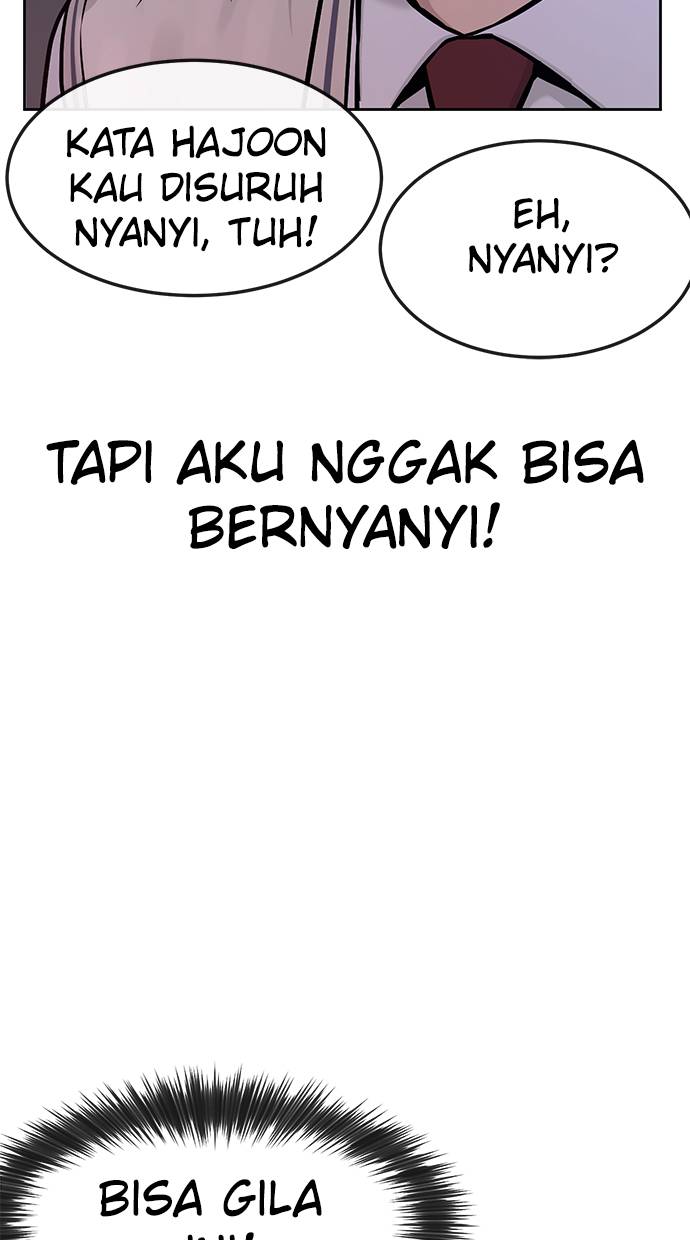 KATA HAJOON
KAU DISURUH
NYANYI, TUH!
EH,
NYANYI?
TAPI AKU NGGAK BISA
BERNYANYI!
BISA GILA